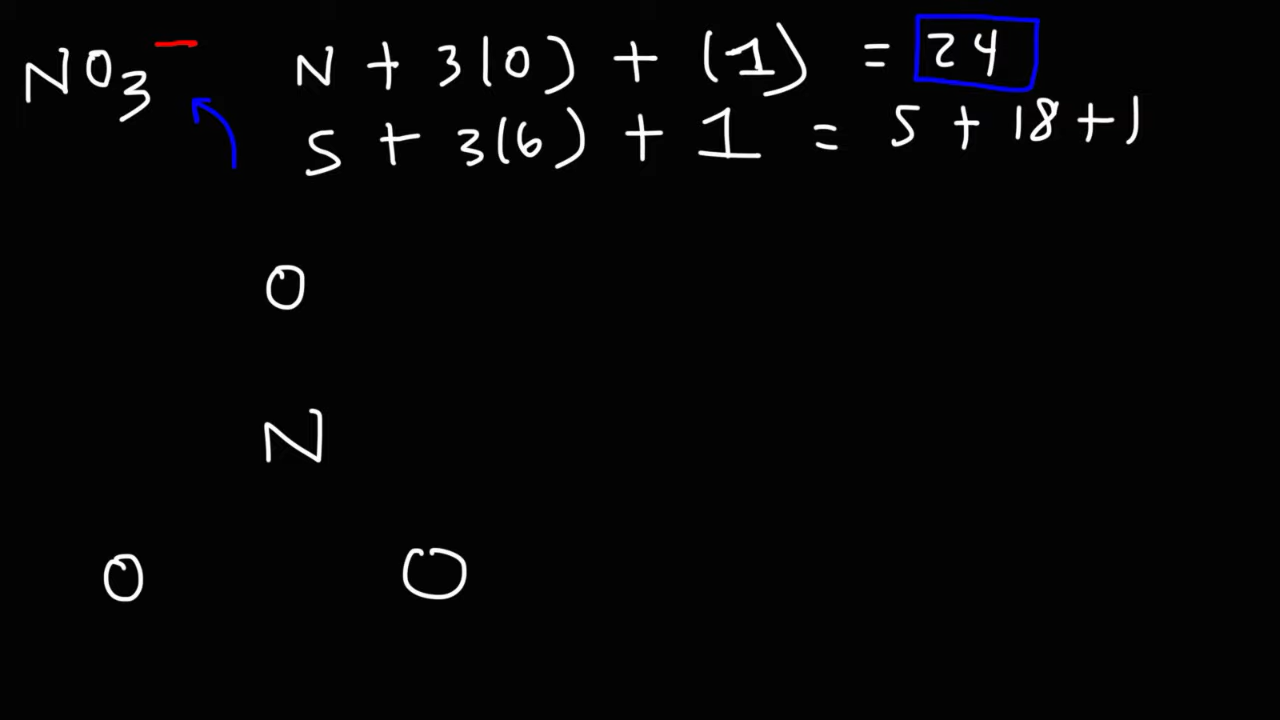 NO3⁻ N + 3(O) + (1) = 24
5 + 3(6) + 1 = 5 + 18 + 1
O
N
O O